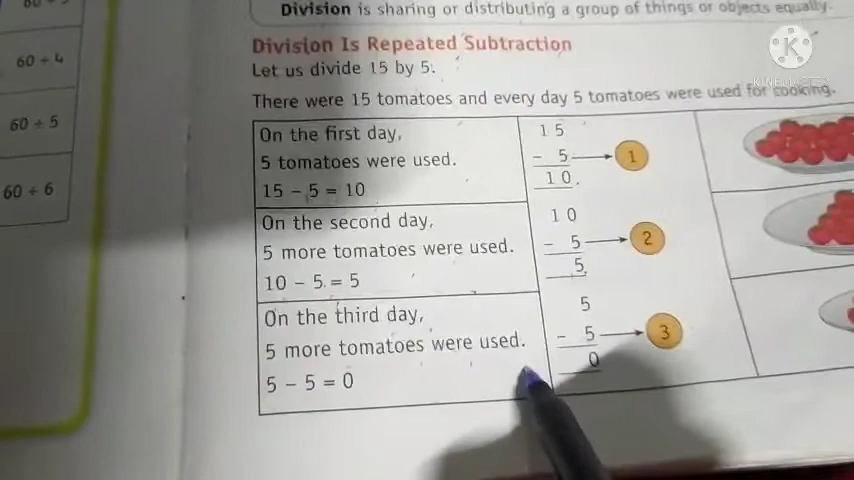 60 ÷ 4
60 ÷ 5
60 ÷ 6
Division is sharing or distributing a group of things or objects equally.
Division Is Repeated Subtraction
Let us divide 15 by 5.
There were 15 tomatoes and every day 5 tomatoes were used for cooking.
On the first day,
5 tomatoes were used.
15 – 5 = 10
15
– 5 → 1
10
On the second day,
5 more tomatoes were used.
10 – 5 = 5
10
– 5 → 2
5
On the third day,
5 more tomatoes were used.
5 – 5 = 0
5
– 5 → 3
0
K
KINEMASTER